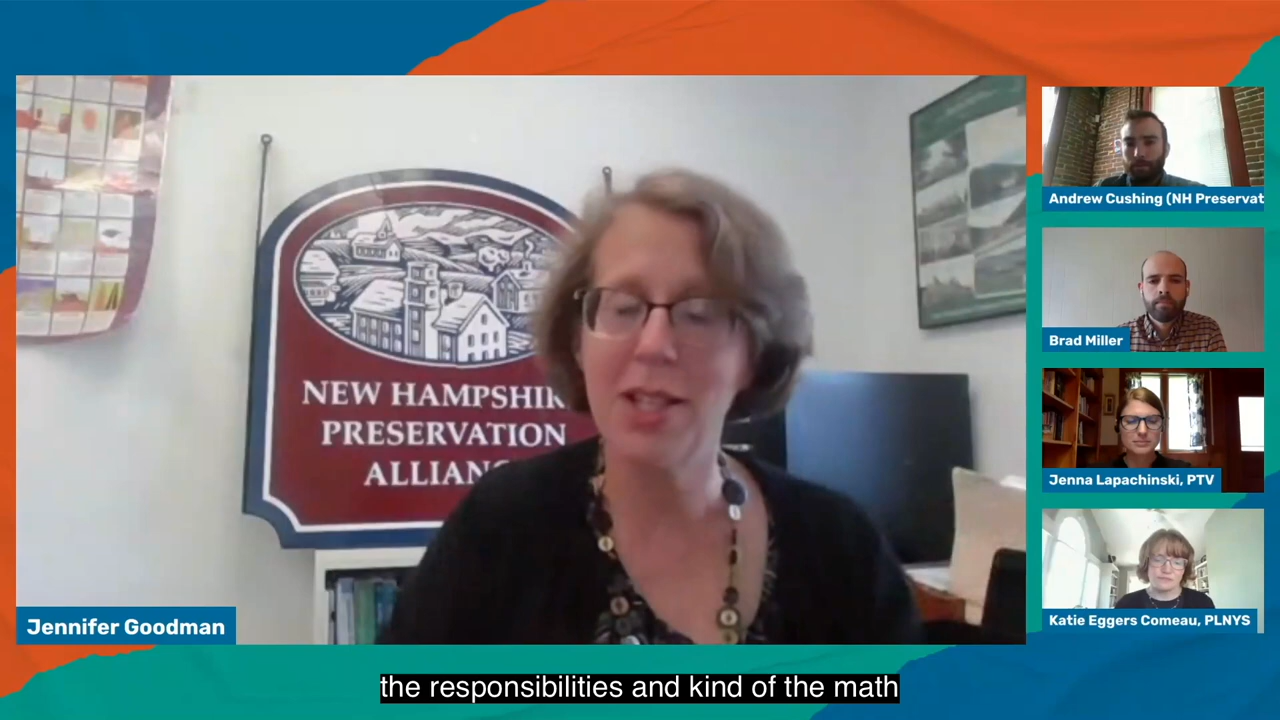 NEW HAMPSHIR
PRESERVATION
ALLIANC
Jennifer Goodman
Andrew Cushing (NH Preservat
Brad Miller
Jenna Lapachinski, PTV
Katie Eggers Comeau, PLNYS
the responsibilities and kind of the math